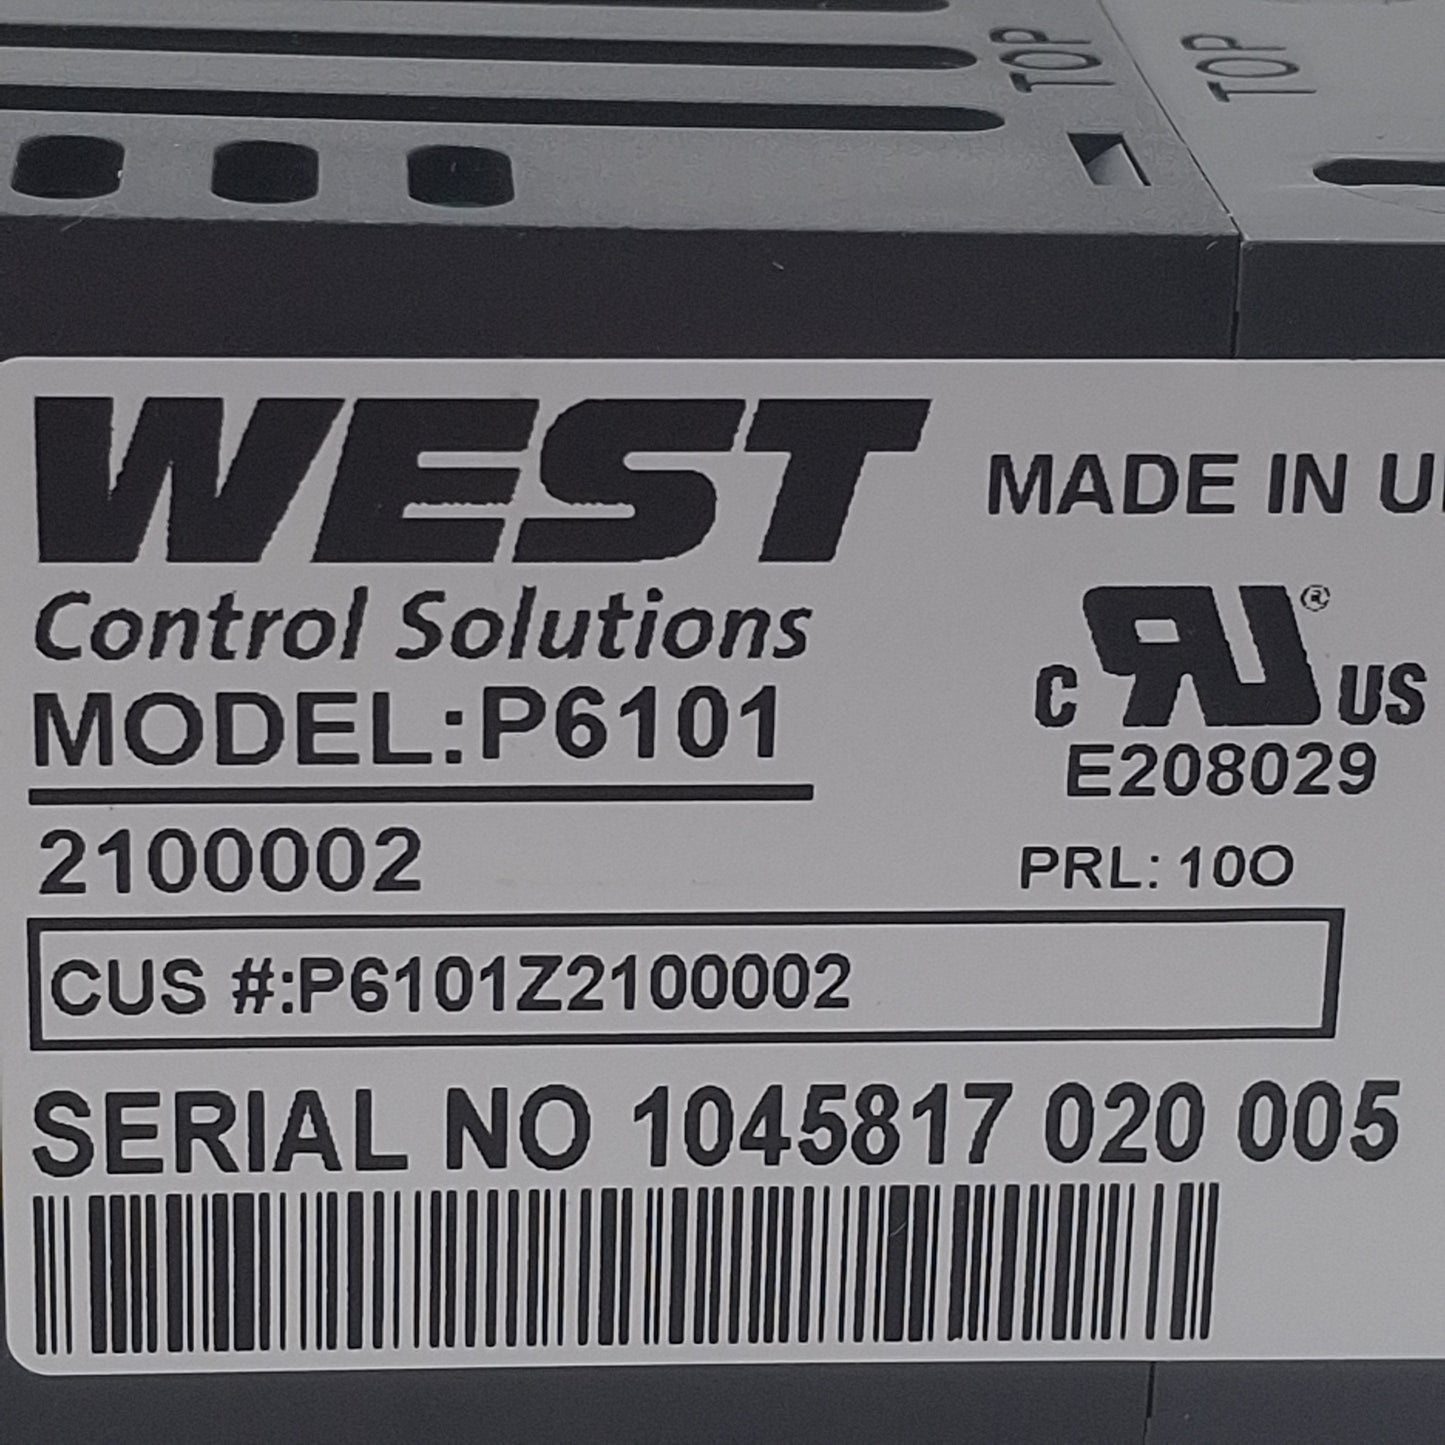 TOP TOP
WEST
Control Solutions
MADE IN U
MODEL:P6101
c RU® US
E208029
2100002
PRL: 10O
CUS #:P6101Z2100002
SERIAL NO 1045817 020 005